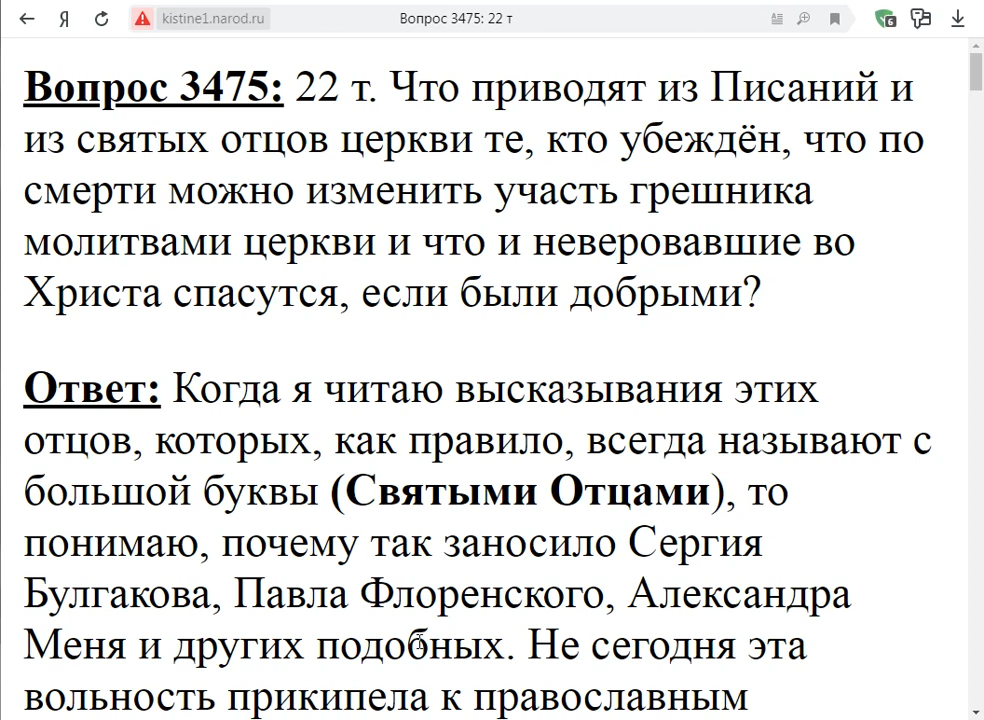 Я kistine1.narod.ru Вопрос 3475: 22 т 6
Вопрос 3475: 22 т. Что приводят из Писаний и
из святых отцов церкви те, кто убеждён, что по
смерти можно изменить участь грешника
молитвами церкви и что и неверовавшие во
Христа спасутся, если были добрыми?
Ответ: Когда я читаю высказывания этих
отцов, которых, как правило, всегда называют с
большой буквы (Святыми Отцами), то
понимаю, почему так заносило Сергия
Булгакова, Павла Флоренского, Александра
Меня и других подобных. Не сегодня эта
вольность прикипела к православным